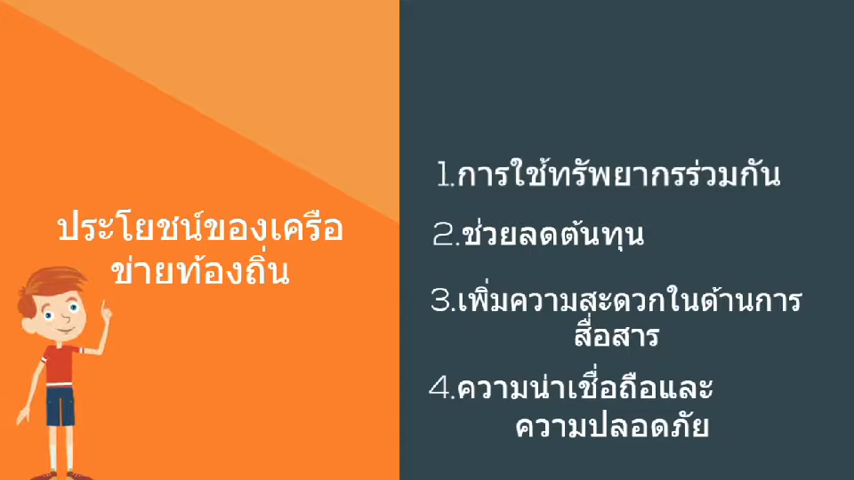 ประโยชน์ของเครือ
ข่ายท้องถิ่น
1.การใช้ทรัพยากรร่วมกัน
2.ช่วยลดต้นทุน
3.เพิ่มความสะดวกในด้านการ
สื่อสาร
4.ความน่าเชื่อถือและ
ความปลอดภัย